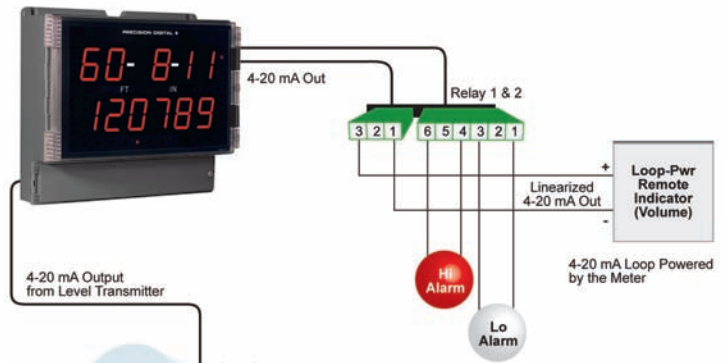 PRECISION DIGITAL
60-8-11
FT IN
120789
4-20 mA Out
Relay 1 & 2
3 2 1 6 5 4 3 2 1
+
Loop-Pwr
Remote
Indicator
(Volume)
Linearized
4-20 mA Out
-
4-20 mA Loop Powered
by the Meter
Hi
Alarm
Lo
Alarm
4-20 mA Output
from Level Transmitter